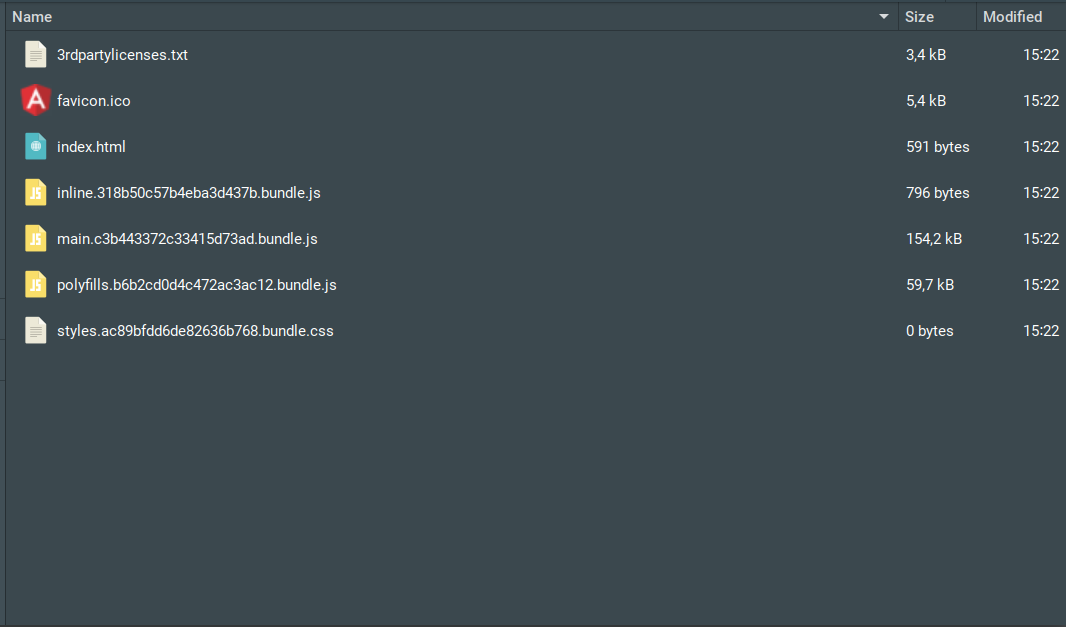 Name Size Modified
3rdpartylicenses.txt 3,4 kB 15:22
favicon.ico 5,4 kB 15:22
index.html 591 bytes 15:22
inline.318b50c57b4eba3d437b.bundle.js 796 bytes 15:22
main.c3b443372c33415d73ad.bundle.js 154,2 kB 15:22
polyfills.b6b2cd0d4c472ac3ac12.bundle.js 59,7 kB 15:22
styles.ac89bfdd6de82636b768.bundle.css 0 bytes 15:22